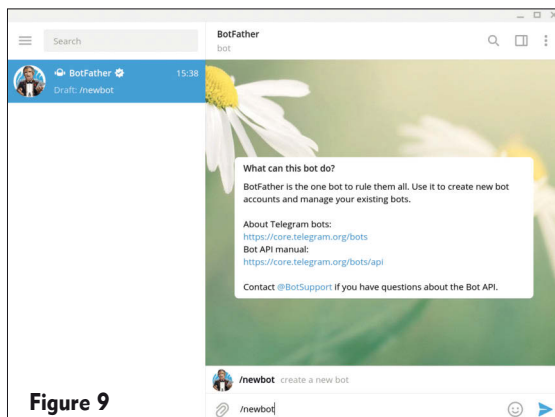 Search
BotFather
bot
BotFather
15:38
Draft: /newbot
What can this bot do?
BotFather is the one bot to rule them all. Use it to create new bot
accounts and manage your existing bots.
About Telegram bots:
https://core.telegram.org/bots
Bot API manual:
https://core.telegram.org/bots/api
Contact @BotSupport if you have questions about the Bot API.
/newbot create a new bot
/newbot
Figure 9